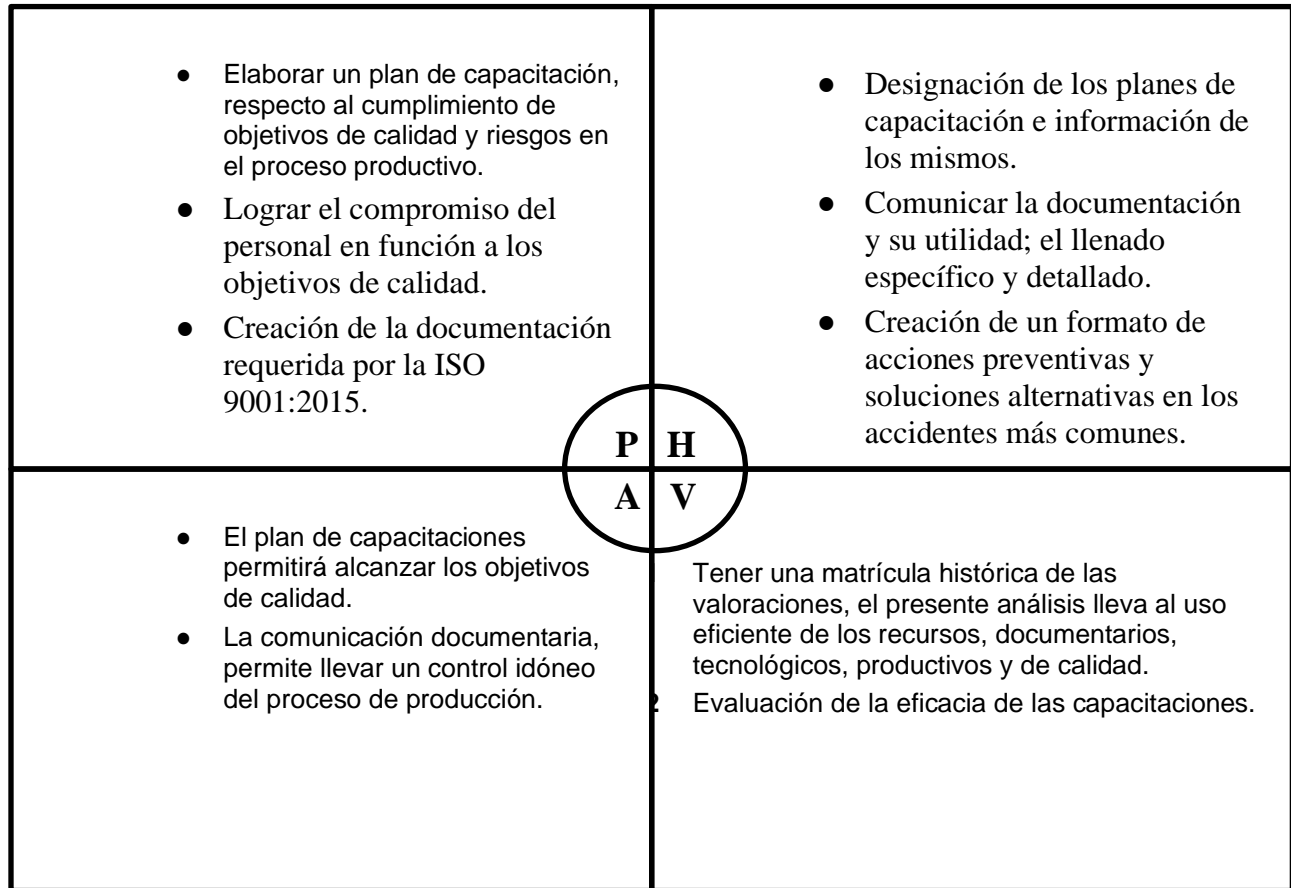 ● Elaborar un plan de capacitación,
respecto al cumplimiento de
objetivos de calidad y riesgos en
el proceso productivo.
● Lograr el compromiso del
personal en función a los
objetivos de calidad.
● Creación de la documentación
requerida por la ISO
9001:2015.
● Designación de los planes de
capacitación e información de
los mismos.
● Comunicar la documentación
y su utilidad; el llenado
específico y detallado.
● Creación de un formato de
acciones preventivas y
soluciones alternativas en los
accidentes más comunes.
P H
A V
● El plan de capacitaciones
permitirá alcanzar los objetivos
de calidad.
● La comunicación documentaria,
permite llevar un control idóneo
del proceso de producción.
Tener una matrícula histórica de las
valoraciones, el presente análisis lleva al uso
eficiente de los recursos, documentarios,
tecnológicos, productivos y de calidad.
2 Evaluación de la eficacia de las capacitaciones.